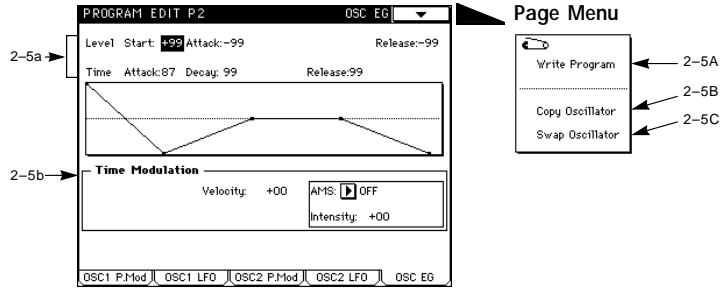 PROGRAM EDIT P2 OSC EG
Page Menu
2–5a
Level Start: +99 Attack:-99 Release:-99
Time Attack:87 Decay: 99 Release:99
2–5b
Time Modulation
Velocity: +00
AMS: OFF
Intensity: +00
OSC1 P.Mod OSC1 LFO OSC2 P.Mod OSC2 LFO OSC EG
Write Program
2–5A
2–5B
Copy Oscillator
2–5C
Swap Oscillator